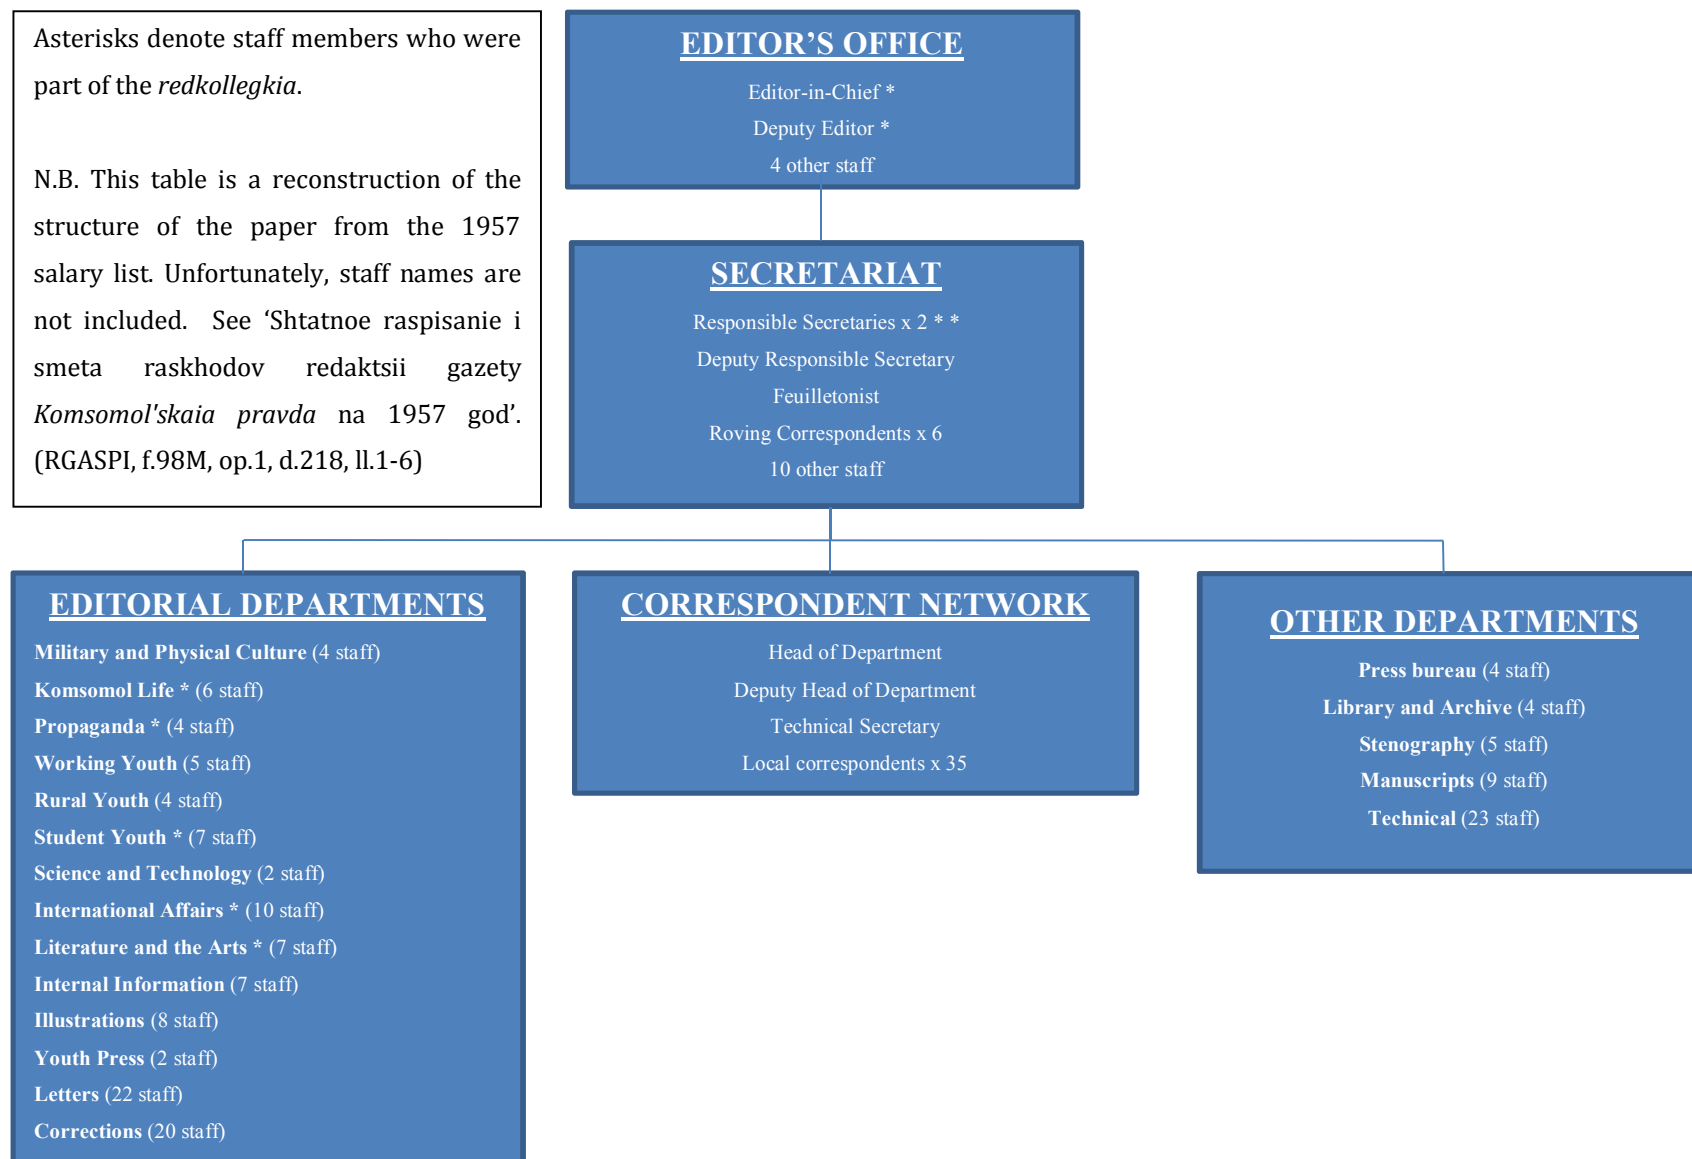 Asterisks denote staff members who were
part of the redkollegkia.
N.B. This table is a reconstruction of the
structure of the paper from the 1957
salary list. Unfortunately, staff names are
not included. See ‘Shtatnoe raspisanie i
smeta raskhodov redaktsii gazety
Komsomol'skaia pravda na 1957 god’.
(RGASPI, f.98M, op.1, d.218, ll.1-6)
EDITOR’S OFFICE
Editor-in-Chief *
Deputy Editor *
4 other staff
SECRETARIAT
Responsible Secretaries x 2 * *
Deputy Responsible Secretary
Feuilletonist
Roving Correspondents x 6
10 other staff
EDITORIAL DEPARTMENTS
Military and Physical Culture (4 staff)
Komsomol Life * (6 staff)
Propaganda * (4 staff)
Working Youth (5 staff)
Rural Youth (4 staff)
Student Youth * (7 staff)
Science and Technology (2 staff)
International Affairs * (10 staff)
Literature and the Arts * (7 staff)
Internal Information (7 staff)
Illustrations (8 staff)
Youth Press (2 staff)
Letters (22 staff)
Corrections (20 staff)
CORRESPONDENT NETWORK
Head of Department
Deputy Head of Department
Technical Secretary
Local correspondents x 35
OTHER DEPARTMENTS
Press bureau (4 staff)
Library and Archive (4 staff)
Stenography (5 staff)
Manuscripts (9 staff)
Technical (23 staff)